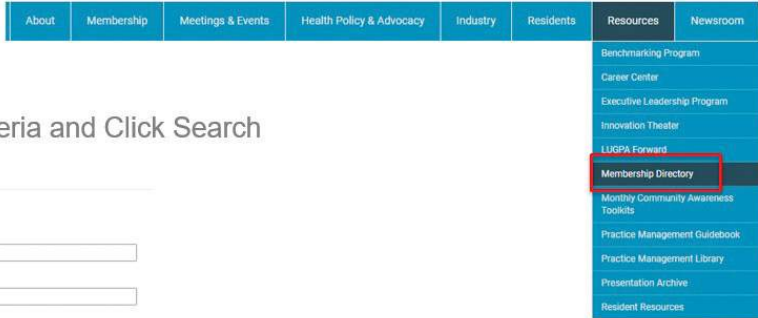 About Membership Meetings & Events Health Policy & Advocacy Industry Residents Resources Newsroom
Benchmarking Program
Career Center
Executive Leadership Program
eria and Click Search
Innovation Theater
LUGPA Forward
Membership Directory
Monthly Community Awareness
Toolkits
Practice Management Guidebook
Practice Management Library
Presentation Archive
Resident Resources